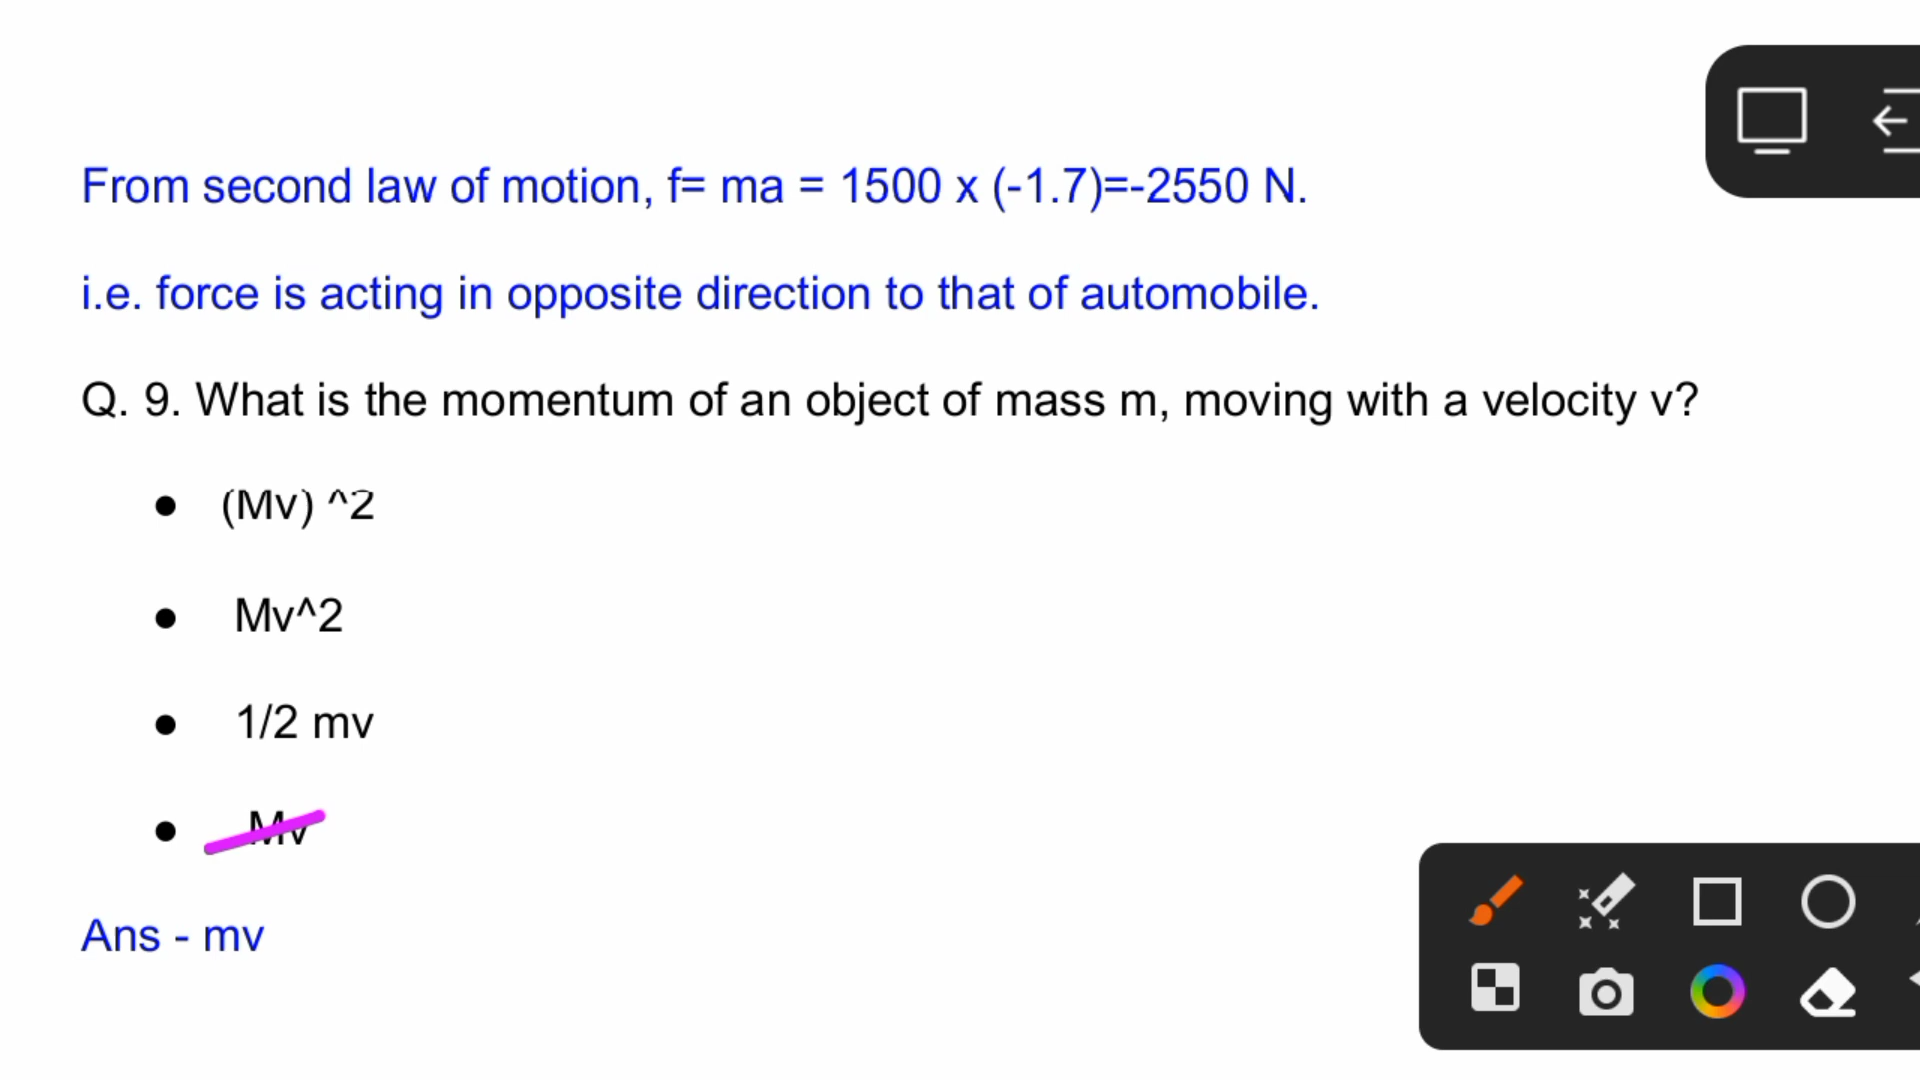 From second law of motion, f= ma = 1500 x (-1.7)=-2550 N.
i.e. force is acting in opposite direction to that of automobile.
Q. 9. What is the momentum of an object of mass m, moving with a velocity v?
● (Mv) ^2
● Mv^2
● 1/2 mv
● Mv
Ans - mv